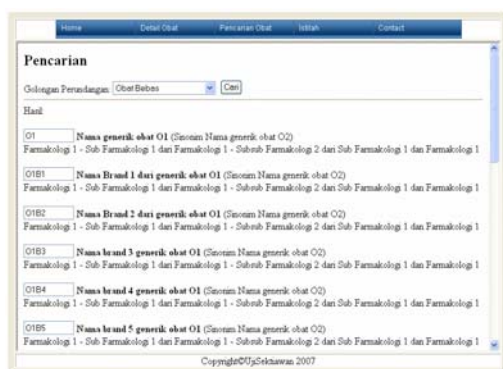 Home Detail Obat Pencarian Obat Istilah Contact
Pencarian
Golongan Perundangan: Obat Bebas Cari
Hasil:
O1 Nama generik obat O1 (Sinonim Nama generik obat O2)
Farmakologi 1 - Sub Farmakologi 1 dari Farmakologi 1 - Subsub Farmakologi 2 dari Sub Farmakologi 1 dan Farmakologi 1
O1B1 Nama Brand 1 dari generik obat O1 (Sinonim Nama generik obat O2)
Farmakologi 1 - Sub Farmakologi 1 dari Farmakologi 1 - Subsub Farmakologi 2 dari Sub Farmakologi 1 dan Farmakologi 1
O1B2 Nama Brand 2 dari generik obat O1 (Sinonim Nama generik obat O2)
Farmakologi 1 - Sub Farmakologi 1 dari Farmakologi 1 - Subsub Farmakologi 2 dari Sub Farmakologi 1 dan Farmakologi 1
O1B3 Nama brand 3 generik obat O1 (Sinonim Nama generik obat O2)
Farmakologi 1 - Sub Farmakologi 1 dari Farmakologi 1 - Subsub Farmakologi 2 dari Sub Farmakologi 1 dan Farmakologi 1
O1B4 Nama brand 4 generik obat O1 (Sinonim Nama generik obat O2)
Farmakologi 1 - Sub Farmakologi 1 dari Farmakologi 1 - Subsub Farmakologi 2 dari Sub Farmakologi 1 dan Farmakologi 1
O1B5 Nama brand 5 generik obat O1 (Sinonim Nama generik obat O2)
Farmakologi 1 - Sub Farmakologi 1 dari Farmakologi 1 - Subsub Farmakologi 2 dari Sub Farmakologi 1 dan Farmakologi 1
Copyright©UjiSektiawan 2007